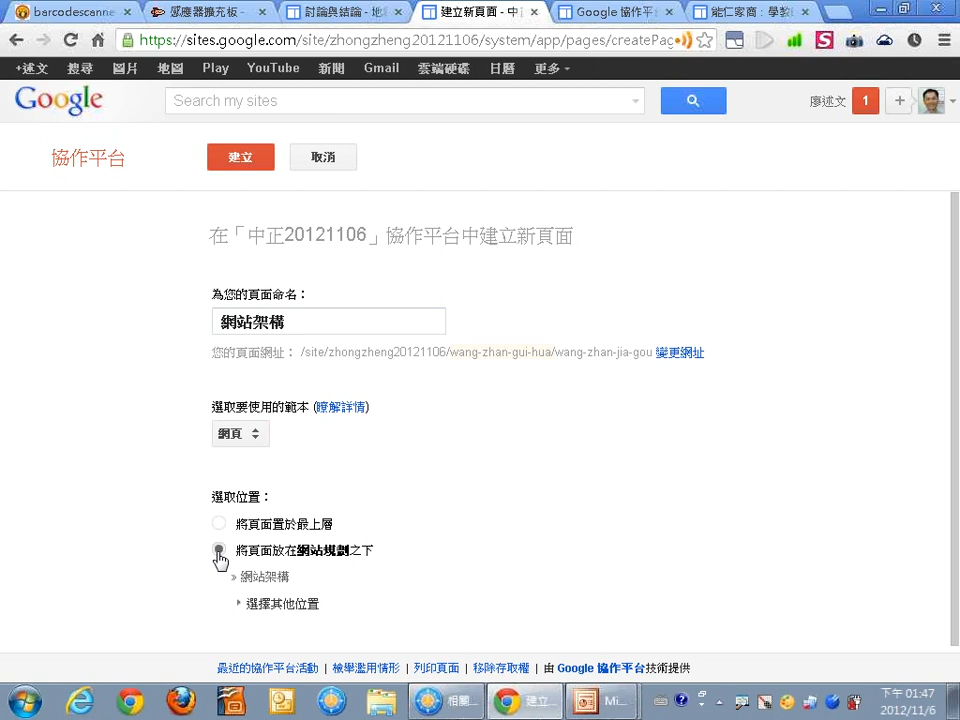 barcodescanne
感應器擴充板 -
討論與結論 - 地
建立新頁面 - 中
Google 協作平
能仁家商：學
https://sites.google.com/site/zhongzheng20121106/system/app/pages/createPag
+述文 搜尋 圖片 地圖 Play YouTube 新聞 Gmail 雲端硬碟 日曆 更多
Google
Search my sites
廖述文 1 +
協作平台
建立 取消
在「中正20121106」協作平台中建立新頁面
為您的頁面命名：
網站架構
您的頁面網址： /site/zhongzheng20121106/wang-zhan-gui-hua/wang-zhan-jia-gou 變更網址
選取要使用的範本 (瞭解詳情)
網頁
選取位置：
將頁面置於最上層
將頁面放在網站規劃之下
» 網站架構
選擇其他位置
最近的協作平台活動 | 檢舉濫用情形 | 列印頁面 | 移除存取權 | 由 Google 協作平台技術提供
相關...
建立...
Mi...
下午 01:47
2012/11/6